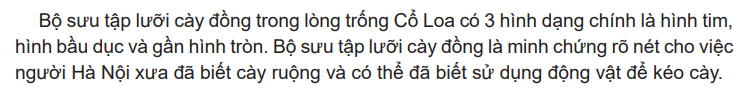 Bộ sưu tập lưỡi cày đồng trong lòng trống Cổ Loa có 3 hình dạng chính là hình tim,
hình bầu dục và gần hình tròn. Bộ sưu tập lưỡi cày đồng là minh chứng rõ nét cho việc
người Hà Nội xưa đã biết cày ruộng và có thể đã biết sử dụng động vật để kéo cày.